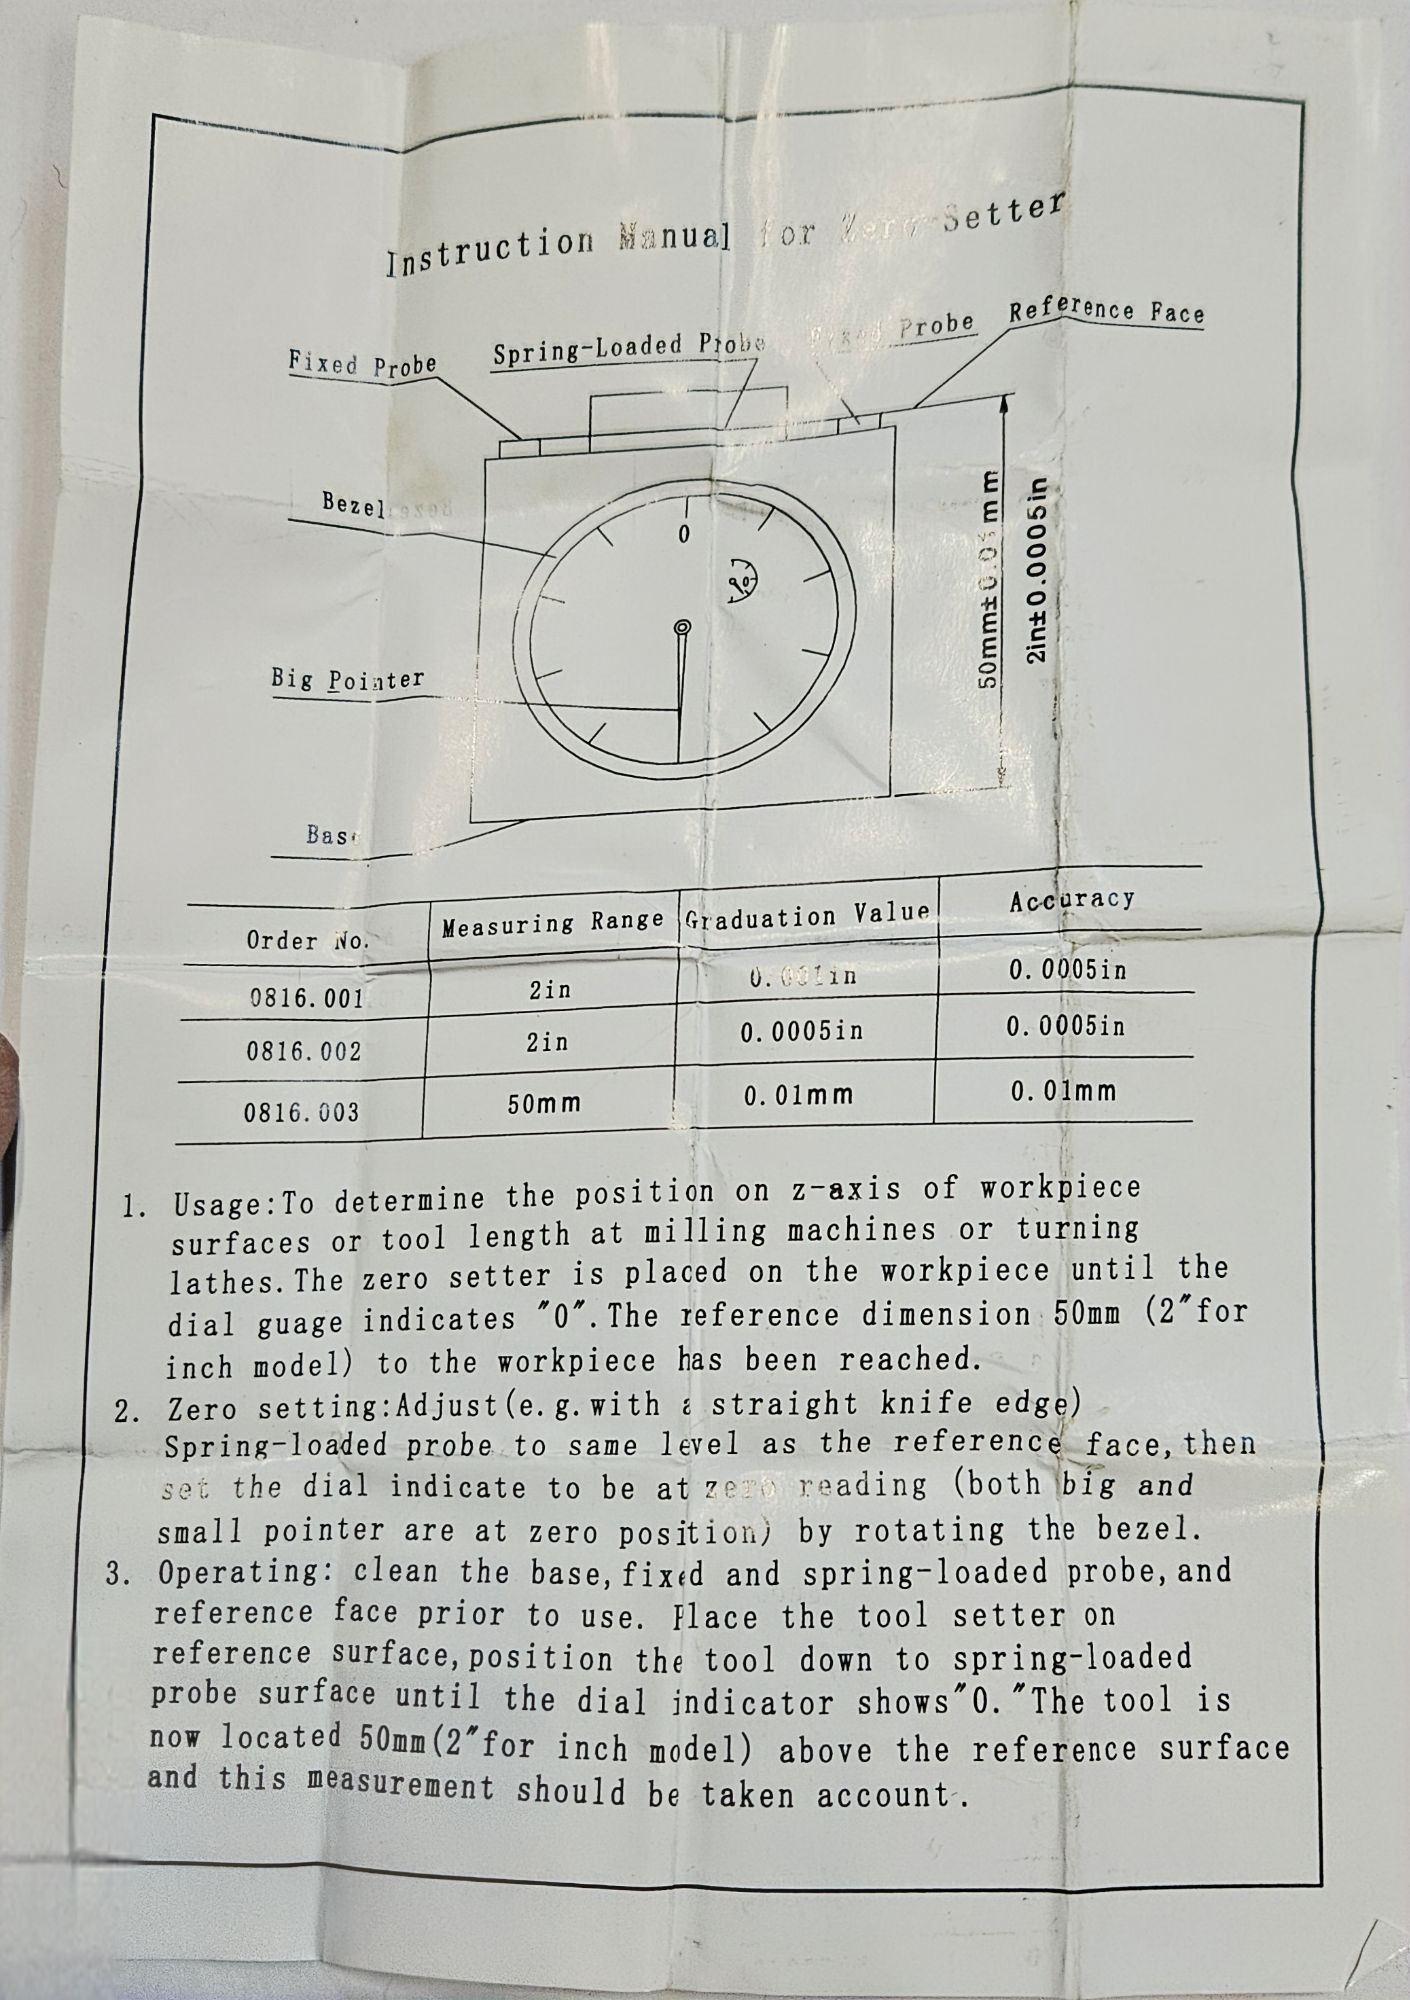 Instruction Manual for Zero Setter
Fixed Probe
Spring-Loaded Probe
Fixed Probe
Reference Face
Bezel
0
Big Pointer
Base
2in±0.0005in
Order No. Measuring Range Graduation Value Accuracy
0816.001 2in 0.001in 0.0005in
0816.002 2in 0.0005in 0.0005in
0816.003 50mm 0.01mm 0.01mm
1. Usage:To determine the position on z-axis of workpiece
surfaces or tool length at milling machines or turning
lathes.The zero setter is placed on the workpiece until the
dial guage indicates "0".The reference dimension 50mm (2"for
inch model) to the workpiece has been reached.
2. Zero setting:Adjust(e.g.with a straight knife edge)
Spring-loaded probe to same level as the reference face,then
set the dial indicate to be at zero reading (both big and
small pointer are at zero position) by rotating the bezel.
3. Operating: clean the base,fixed and spring-loaded probe,and
reference face prior to use. Place the tool setter on
reference surface,position the tool down to spring-loaded
probe surface until the dial indicator shows"0."The tool is
now located 50mm(2"for inch model) above the reference surface
and this measurement should be taken account.